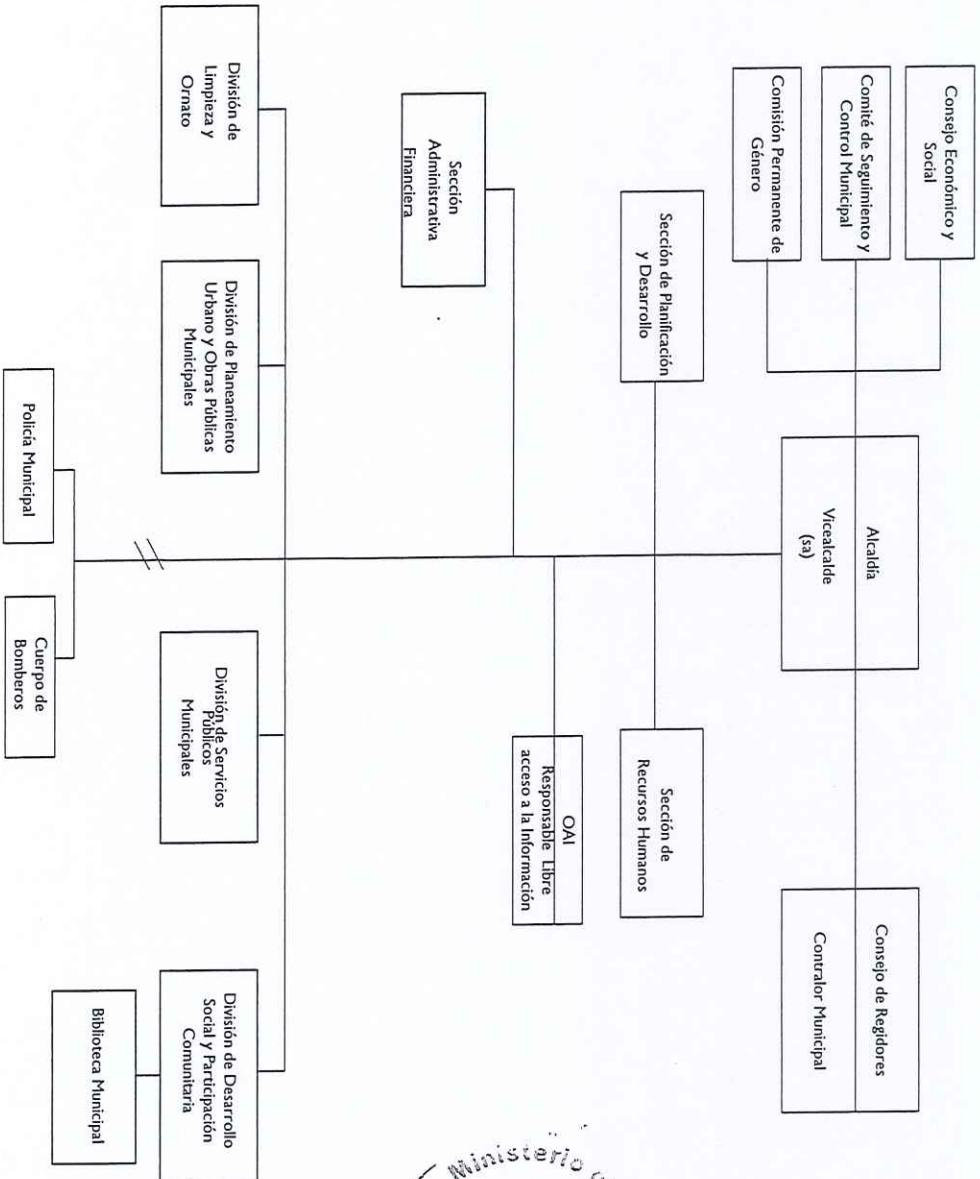 Consejo Económico y
Social
Comité de Seguimiento y
Control Municipal
Comisión Permanente de
Género
Alcaldía
Vicealcalde
(sa)
Consejo de Regidores
Contralor Municipal
Sección de Planificación
y Desarrollo
Sección de
Recursos Humanos
Sección
Administrativa
Financiera
OAI
Responsable Libre
acceso a la Información
División de
Limpieza y
Ornato
División de Planeamiento
Urbano y Obras Públicas
Municipales
División de Servicios
Públicos
Municipales
División de Desarrollo
Social y Participación
Comunitaria
Biblioteca Municipal
Policía Municipal
Cuerpo de
Bomberos
Ministerio